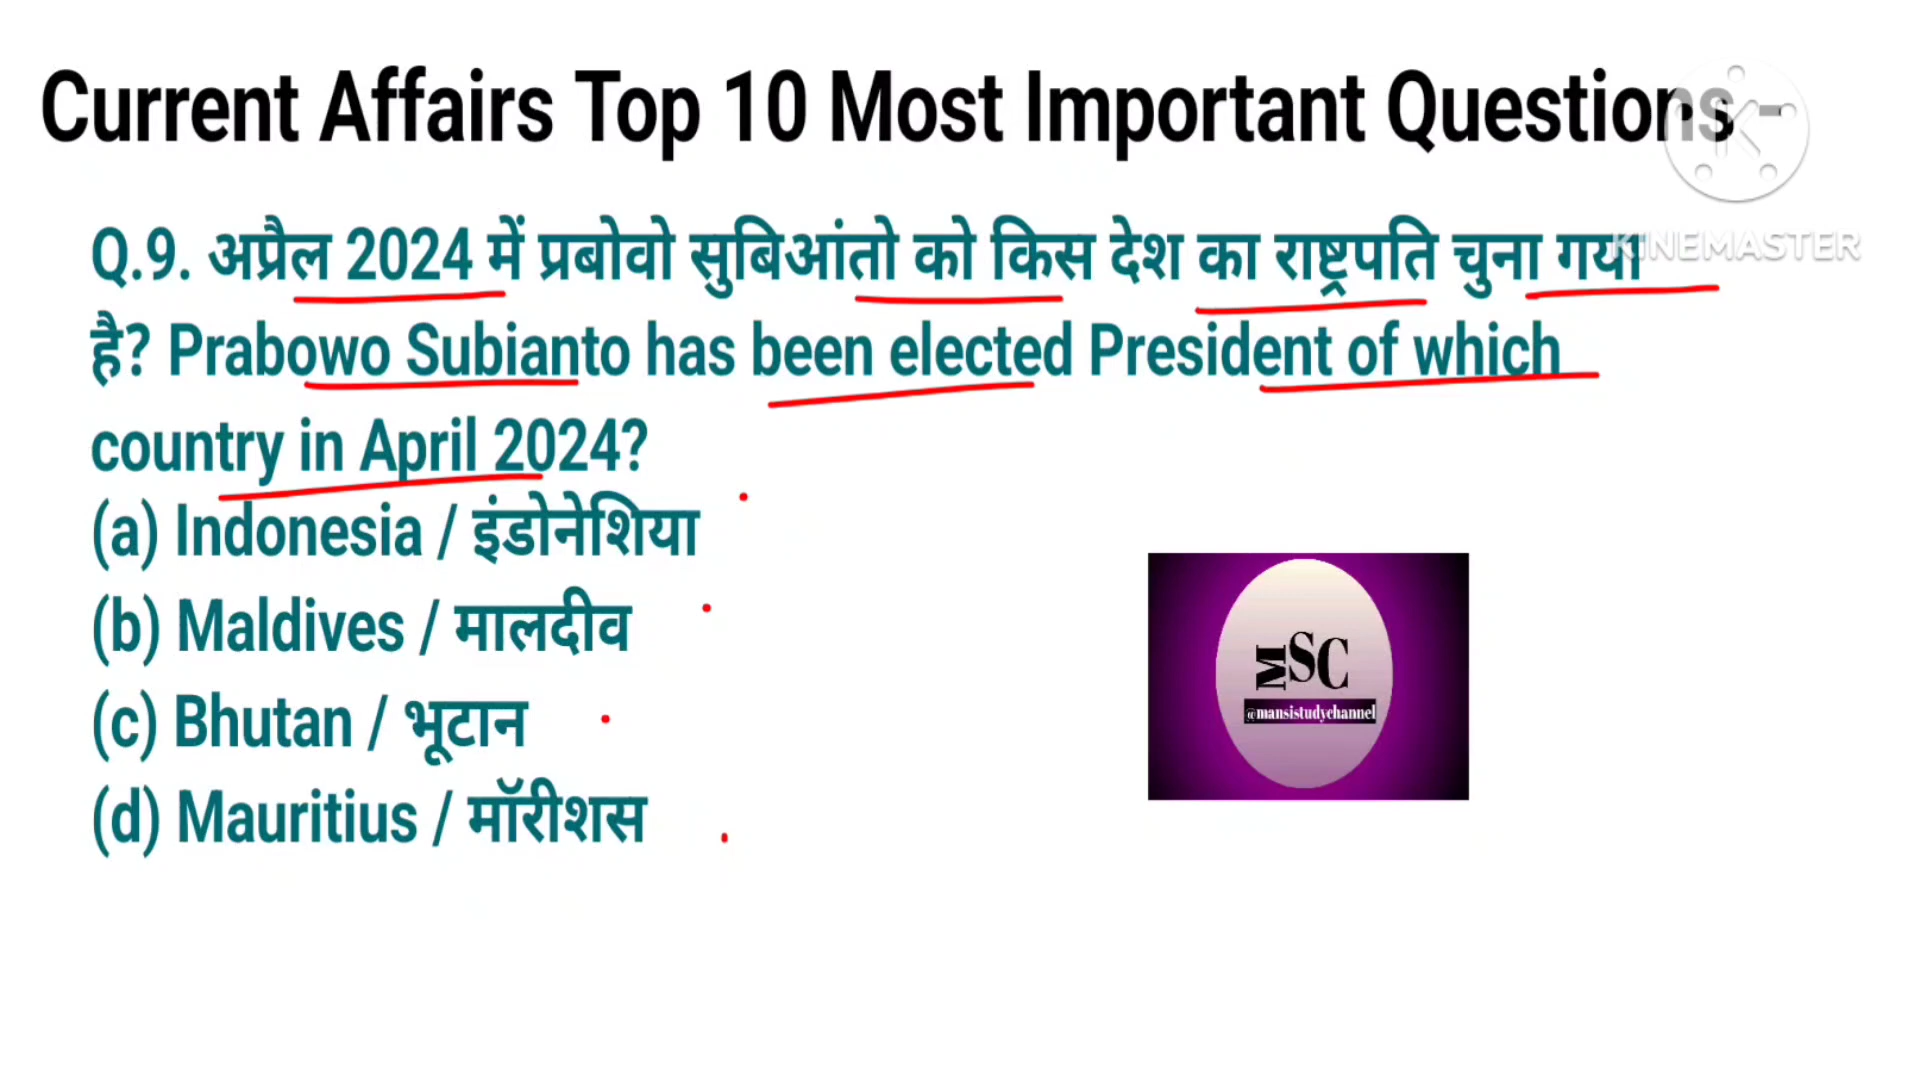 Current Affairs Top 10 Most Important Questions -
KINEMASTER
Q.9. अप्रैल 2024 में प्रबोवो सुबिआंतो को किस देश का राष्ट्रपति चुना गया
है? Prabowo Subianto has been elected President of which
country in April 2024?
(a) Indonesia / इंडोनेशिया
(b) Maldives / मालदीव
(c) Bhutan / भूटान
(d) Mauritius / मॉरीशस
MSC
@mansistudychannel